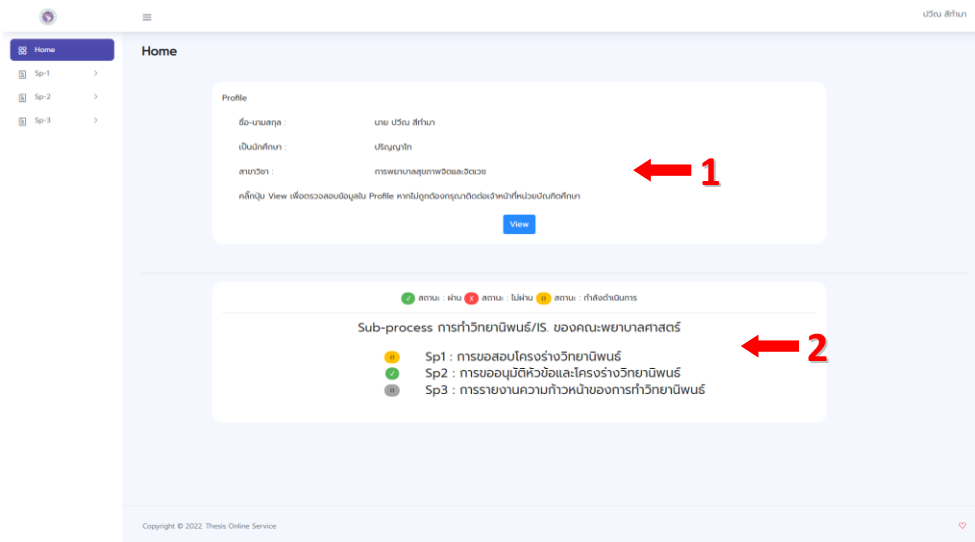 ปวีณ สีทำมา
Home
Sp-1
Sp-2
Sp-3
Home
Profile
ชื่อ-นามสกุล : นาย ปวีณ สีทำมา
เป็นนักศึกษา : ปริญญาโท
สาขาวิชา : การพยาบาลสุขภาพจิตและจิตเวช
คลิ๊กปุ่ม View เพื่อตรวจสอบข้อมูลใน Profile หากไม่ถูกต้องกรุณาติดต่อเจ้าหน้าที่หน่วยบัณฑิตศึกษา
View
1
สถานะ : ผ่าน สถานะ : ไม่ผ่าน สถานะ : กำลังดำเนินการ
Sub-process การทำวิทยานิพนธ์/IS. ของคณะพยาบาลศาสตร์
Sp1 : การขอสอบโครงร่างวิทยานิพนธ์
Sp2 : การขออนุมัติหัวข้อและโครงร่างวิทยานิพนธ์
Sp3 : การรายงานความก้าวหน้าของการทำวิทยานิพนธ์
2
Copyright © 2022. Thesis Online Service